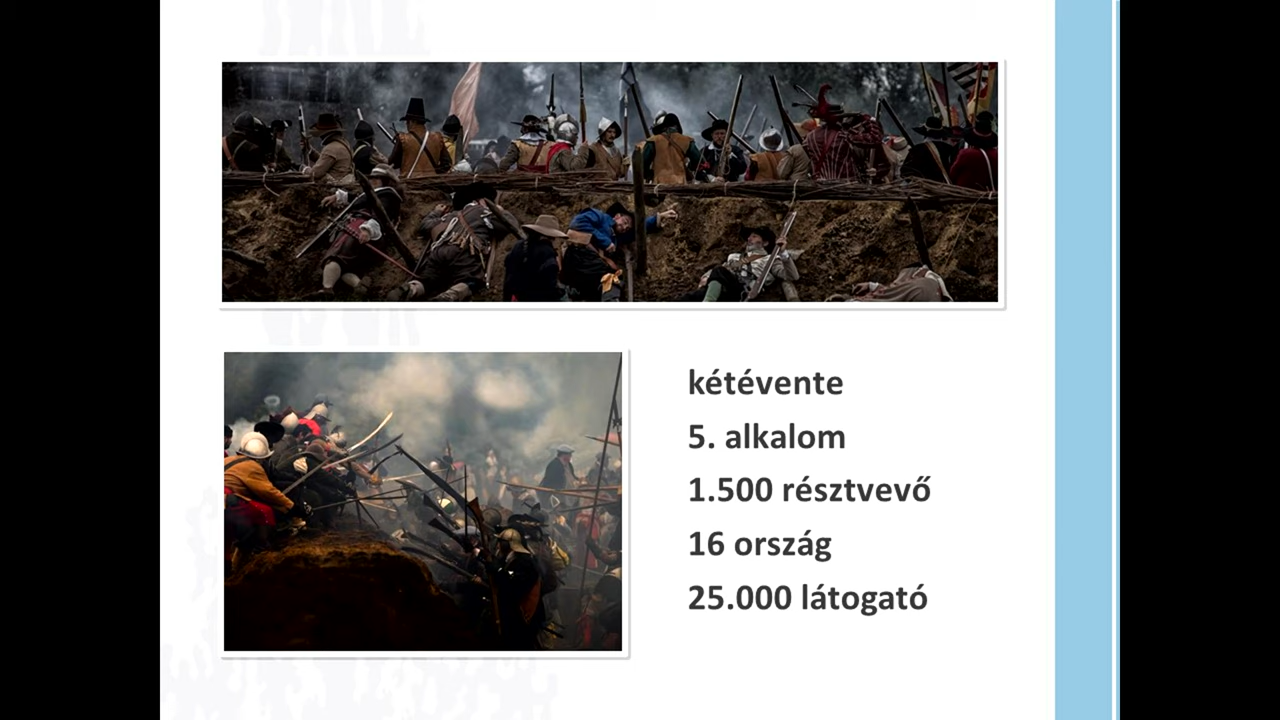 kétévente
5. alkalom
1.500 résztvevő
16 ország
25.000 látogató